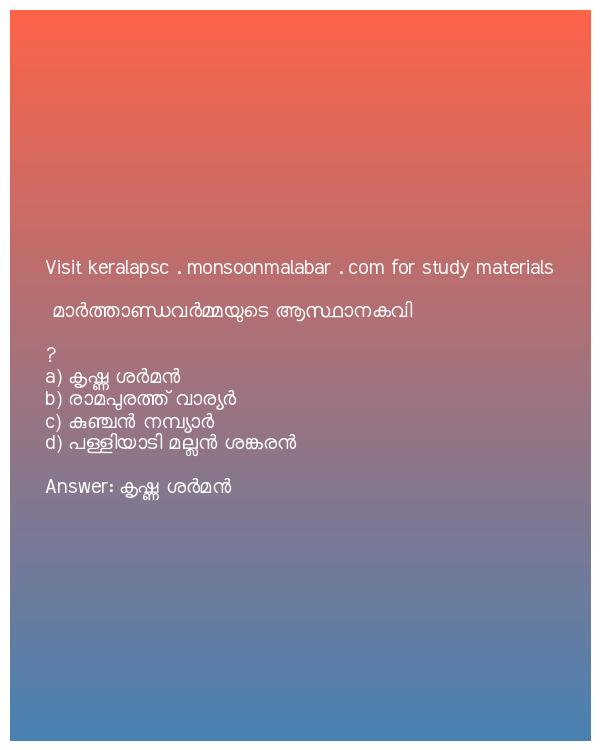 Visit keralapsc . monsoonmalabar . com for study materials
മാർത്താണ്ഡവർമ്മയുടെ ആസ്ഥാനകവി
?
a) കൃഷ്ണ ശർമൻ
b) രാമപുരത്ത് വാര്യർ
c) കുഞ്ചൻ നമ്പ്യാർ
d) പള്ളിയാടി മല്ലൻ ശങ്കരൻ
Answer: കൃഷ്ണ ശർമൻ